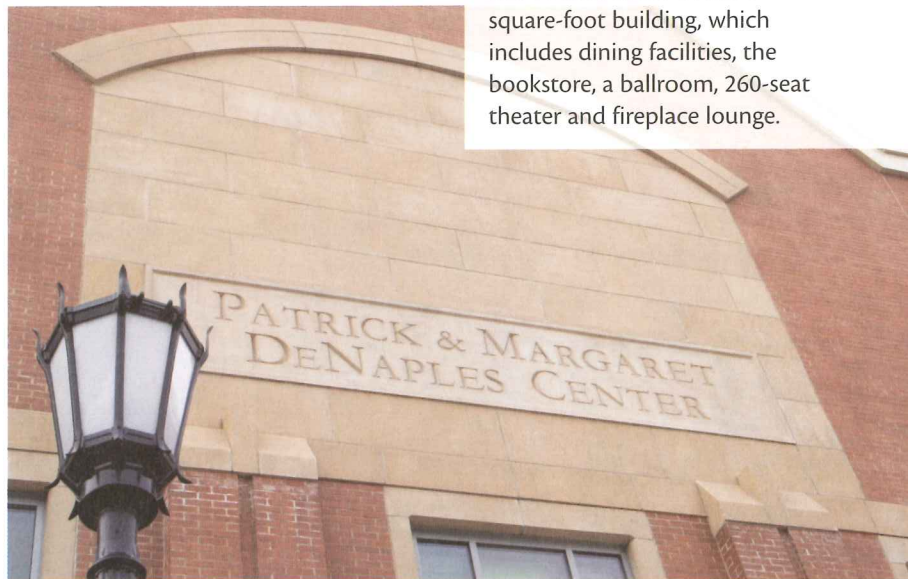 square-foot building, which
includes dining facilities, the
bookstore, a ballroom, 260-seat
theater and fireplace lounge.
PATRICK & MARGARET
DENAPLES CENTER